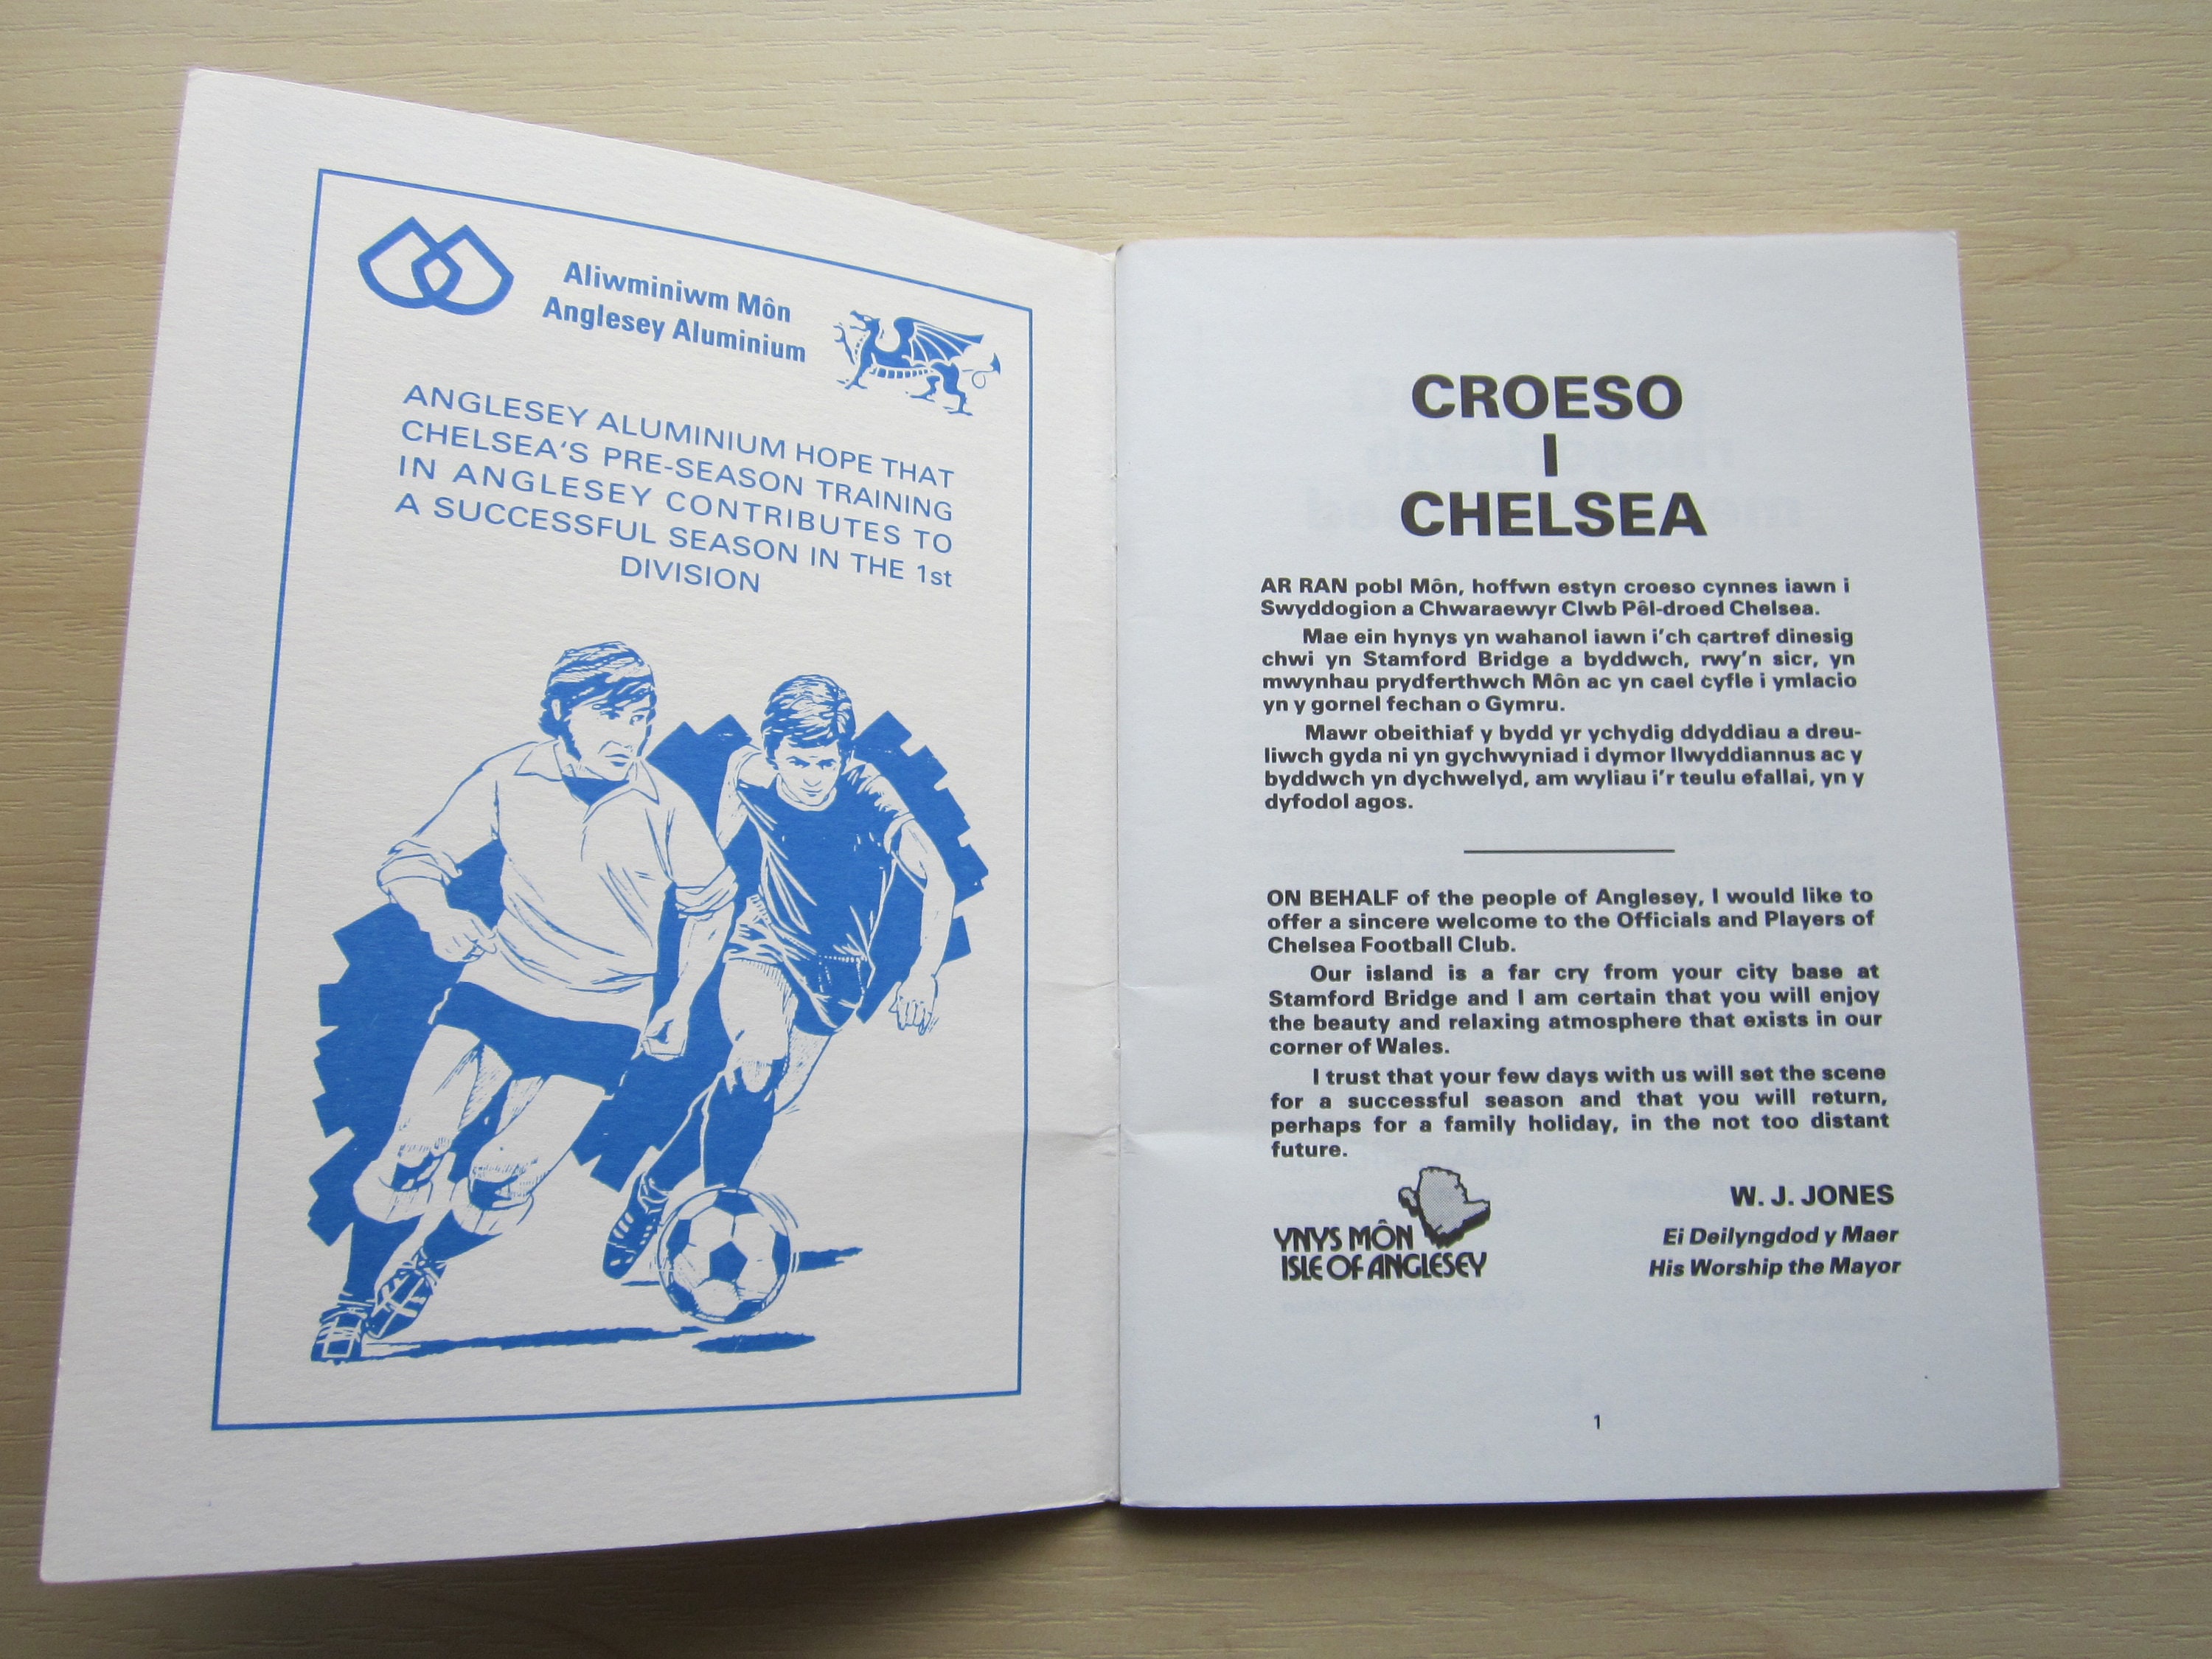 Aliwminiwm Môn
Anglesey Aluminium
ANGLESEY ALUMINIUM HOPE THAT
CHELSEA'S PRE-SEASON TRAINING
IN ANGLESEY CONTRIBUTES TO
A SUCCESSFUL SEASON IN THE 1st
DIVISION
CROESO
I
CHELSEA
AR RAN pobl Môn, hoffwn estyn croeso cynnes iawn i
Swyddogion a Chwaraewyr Clwb Pêl-droed Chelsea.
Mae ein hynys yn wahanol iawn i'ch cartref dinesig
chwi yn Stamford Bridge a byddwch, rwy'n sicr, yn
mwynhau prydferthwch Môn ac yn cael cyfle i ymlacio
yn y gornel fechan o Gymru.
Mawr obeithiaf y bydd yr ychydig ddyddiau a dreu-
liwch gyda ni yn gychwyniad i dymor llwyddiannus ac y
byddwch yn dychwelyd, am wyliau i'r teulu efallai, yn y
dyfodol agos.
ON BEHALF of the people of Anglesey, I would like to
offer a sincere welcome to the Officials and Players of
Chelsea Football Club.
Our island is a far cry from your city base at
Stamford Bridge and I am certain that you will enjoy
the beauty and relaxing atmosphere that exists in our
corner of Wales.
I trust that your few days with us will set the scene
for a successful season and that you will return,
perhaps for a family holiday, in the not too distant
future.
YNYS MÔN
ISLE OF ANGLESEY
W. J. JONES
Ei Deilyngdod y Maer
His Worship the Mayor
1